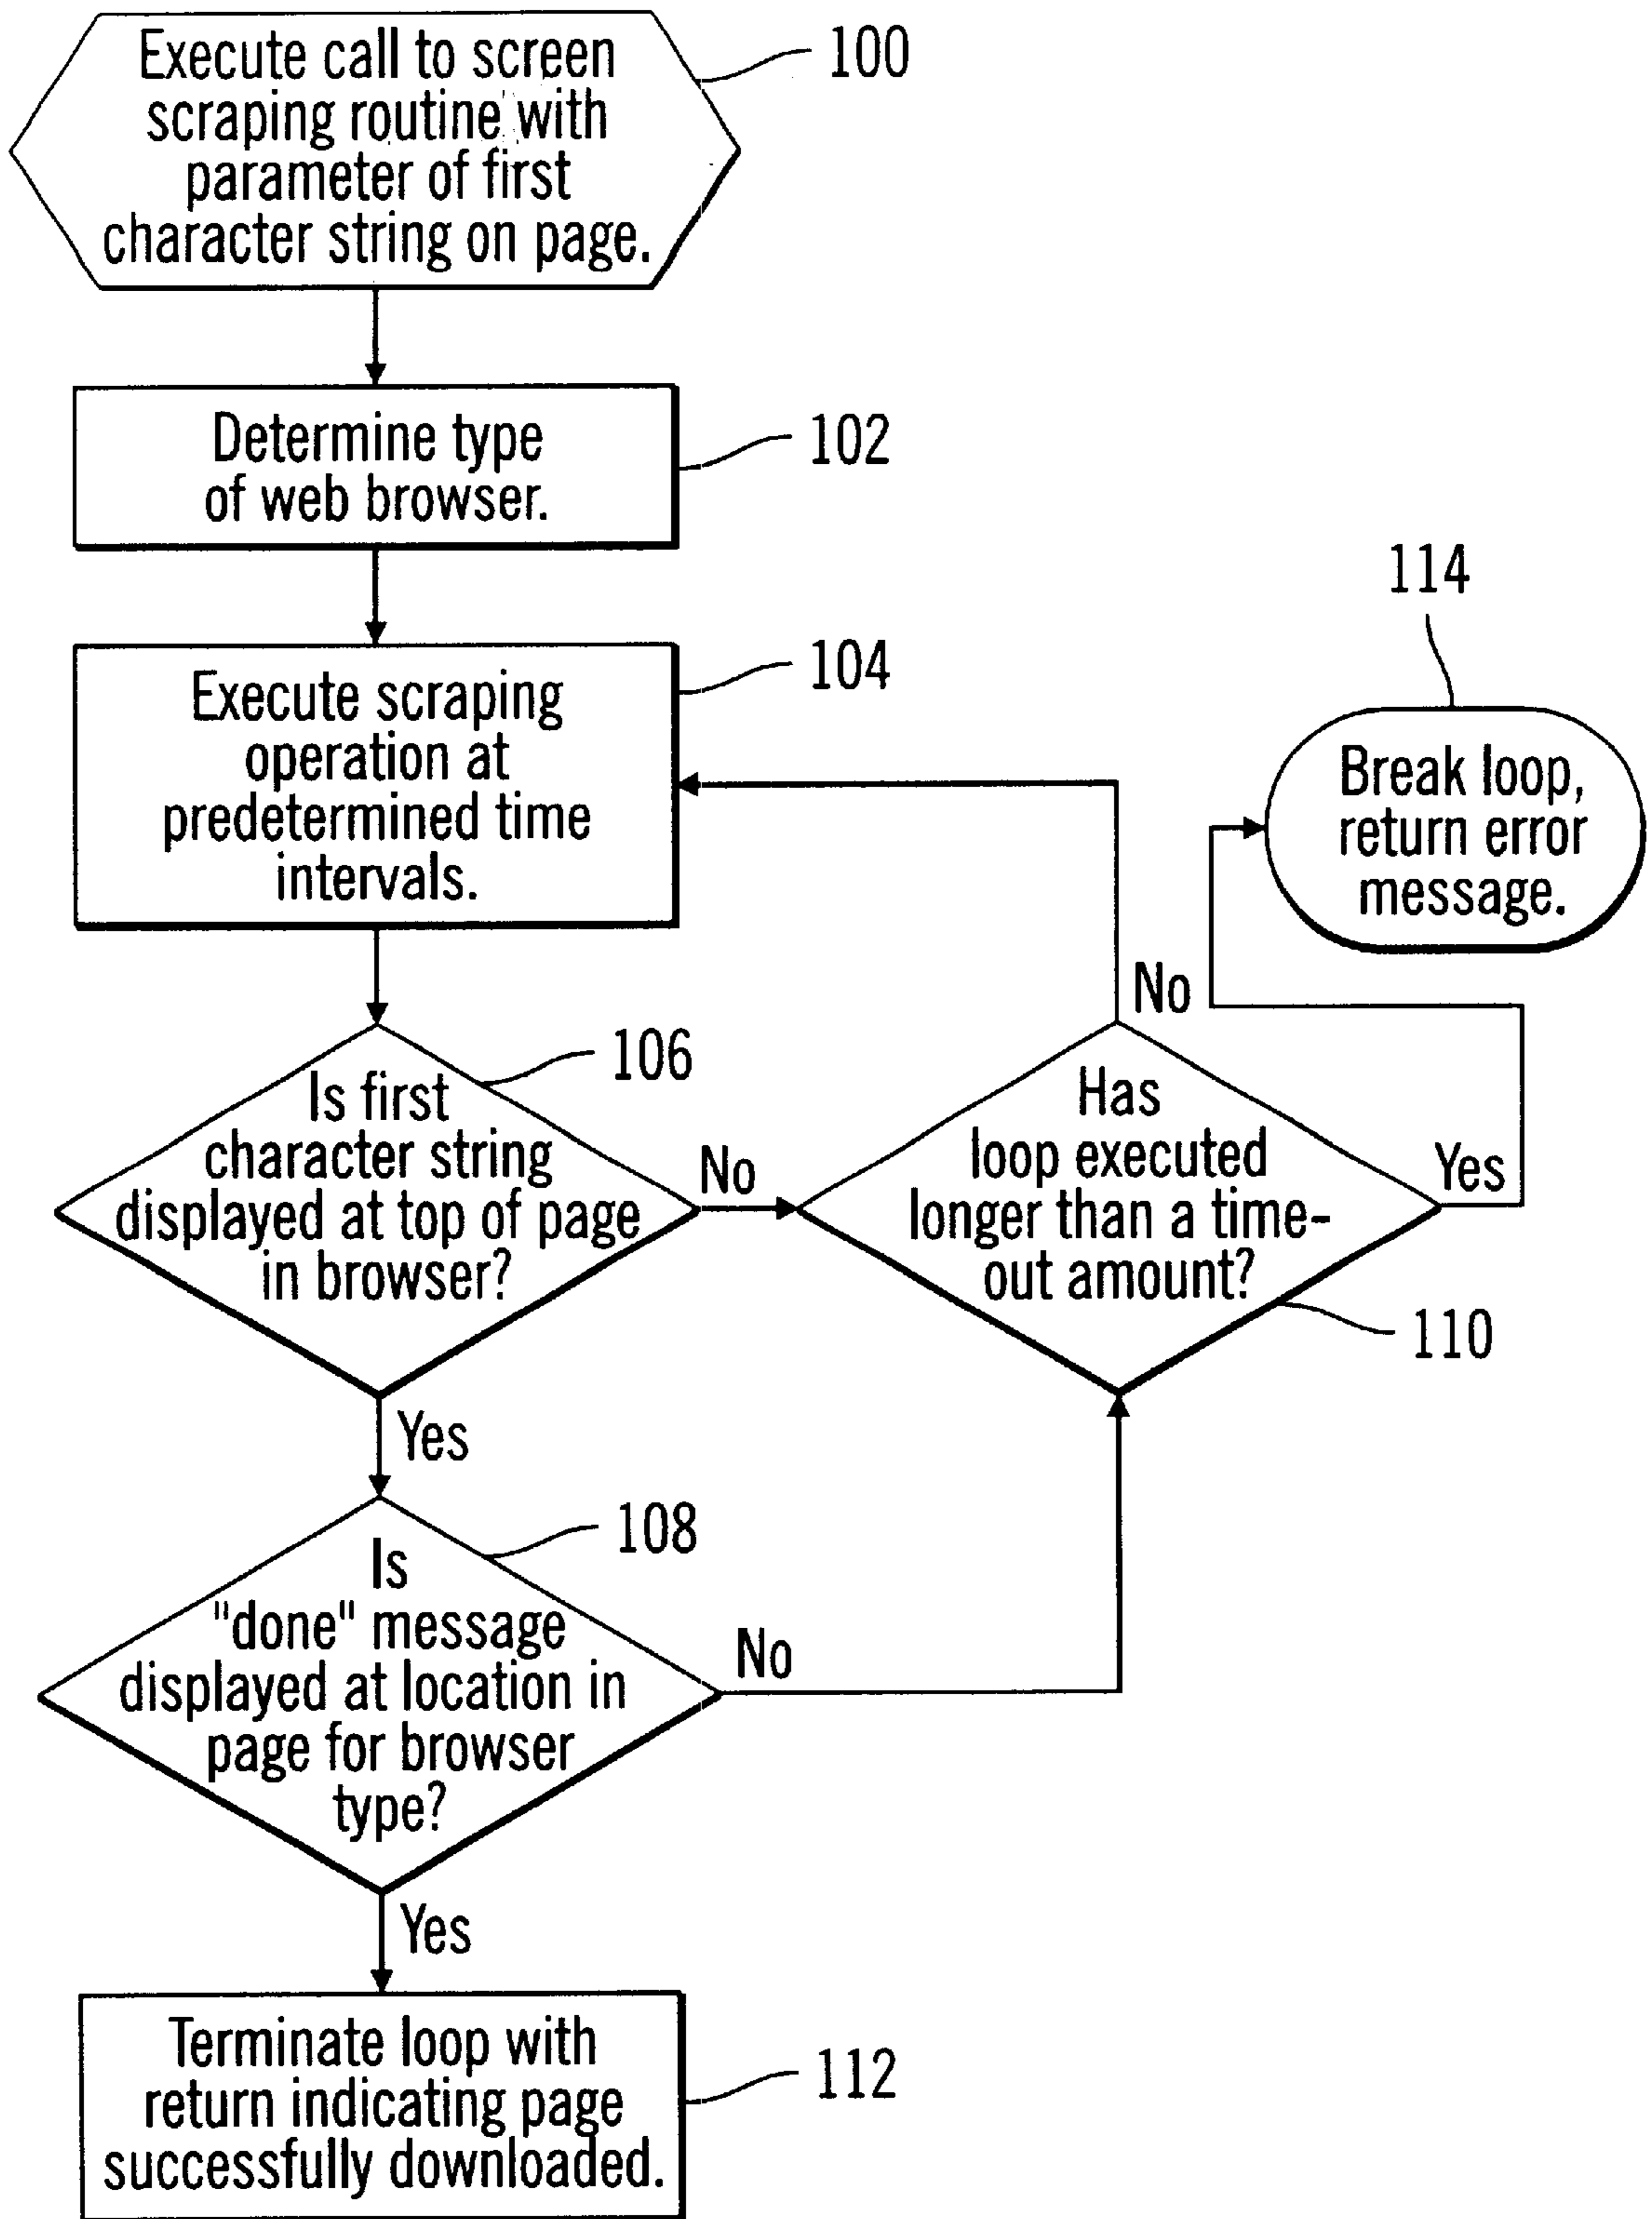 Execute call to screen
scraping routine with
parameter of first
character string on page.
100
Determine type
of web browser.
102
114
Execute scraping
operation at
predetermined time
intervals.
104
Break loop,
return error
message.
No
Is first
character string
displayed at top of page
in browser?
106
No
Has
loop executed
longer than a time-
out amount?
Yes
110
Yes
Is
"done" message
displayed at location in
page for browser
type?
108
No
Yes
Terminate loop with
return indicating page
successfully downloaded.
112